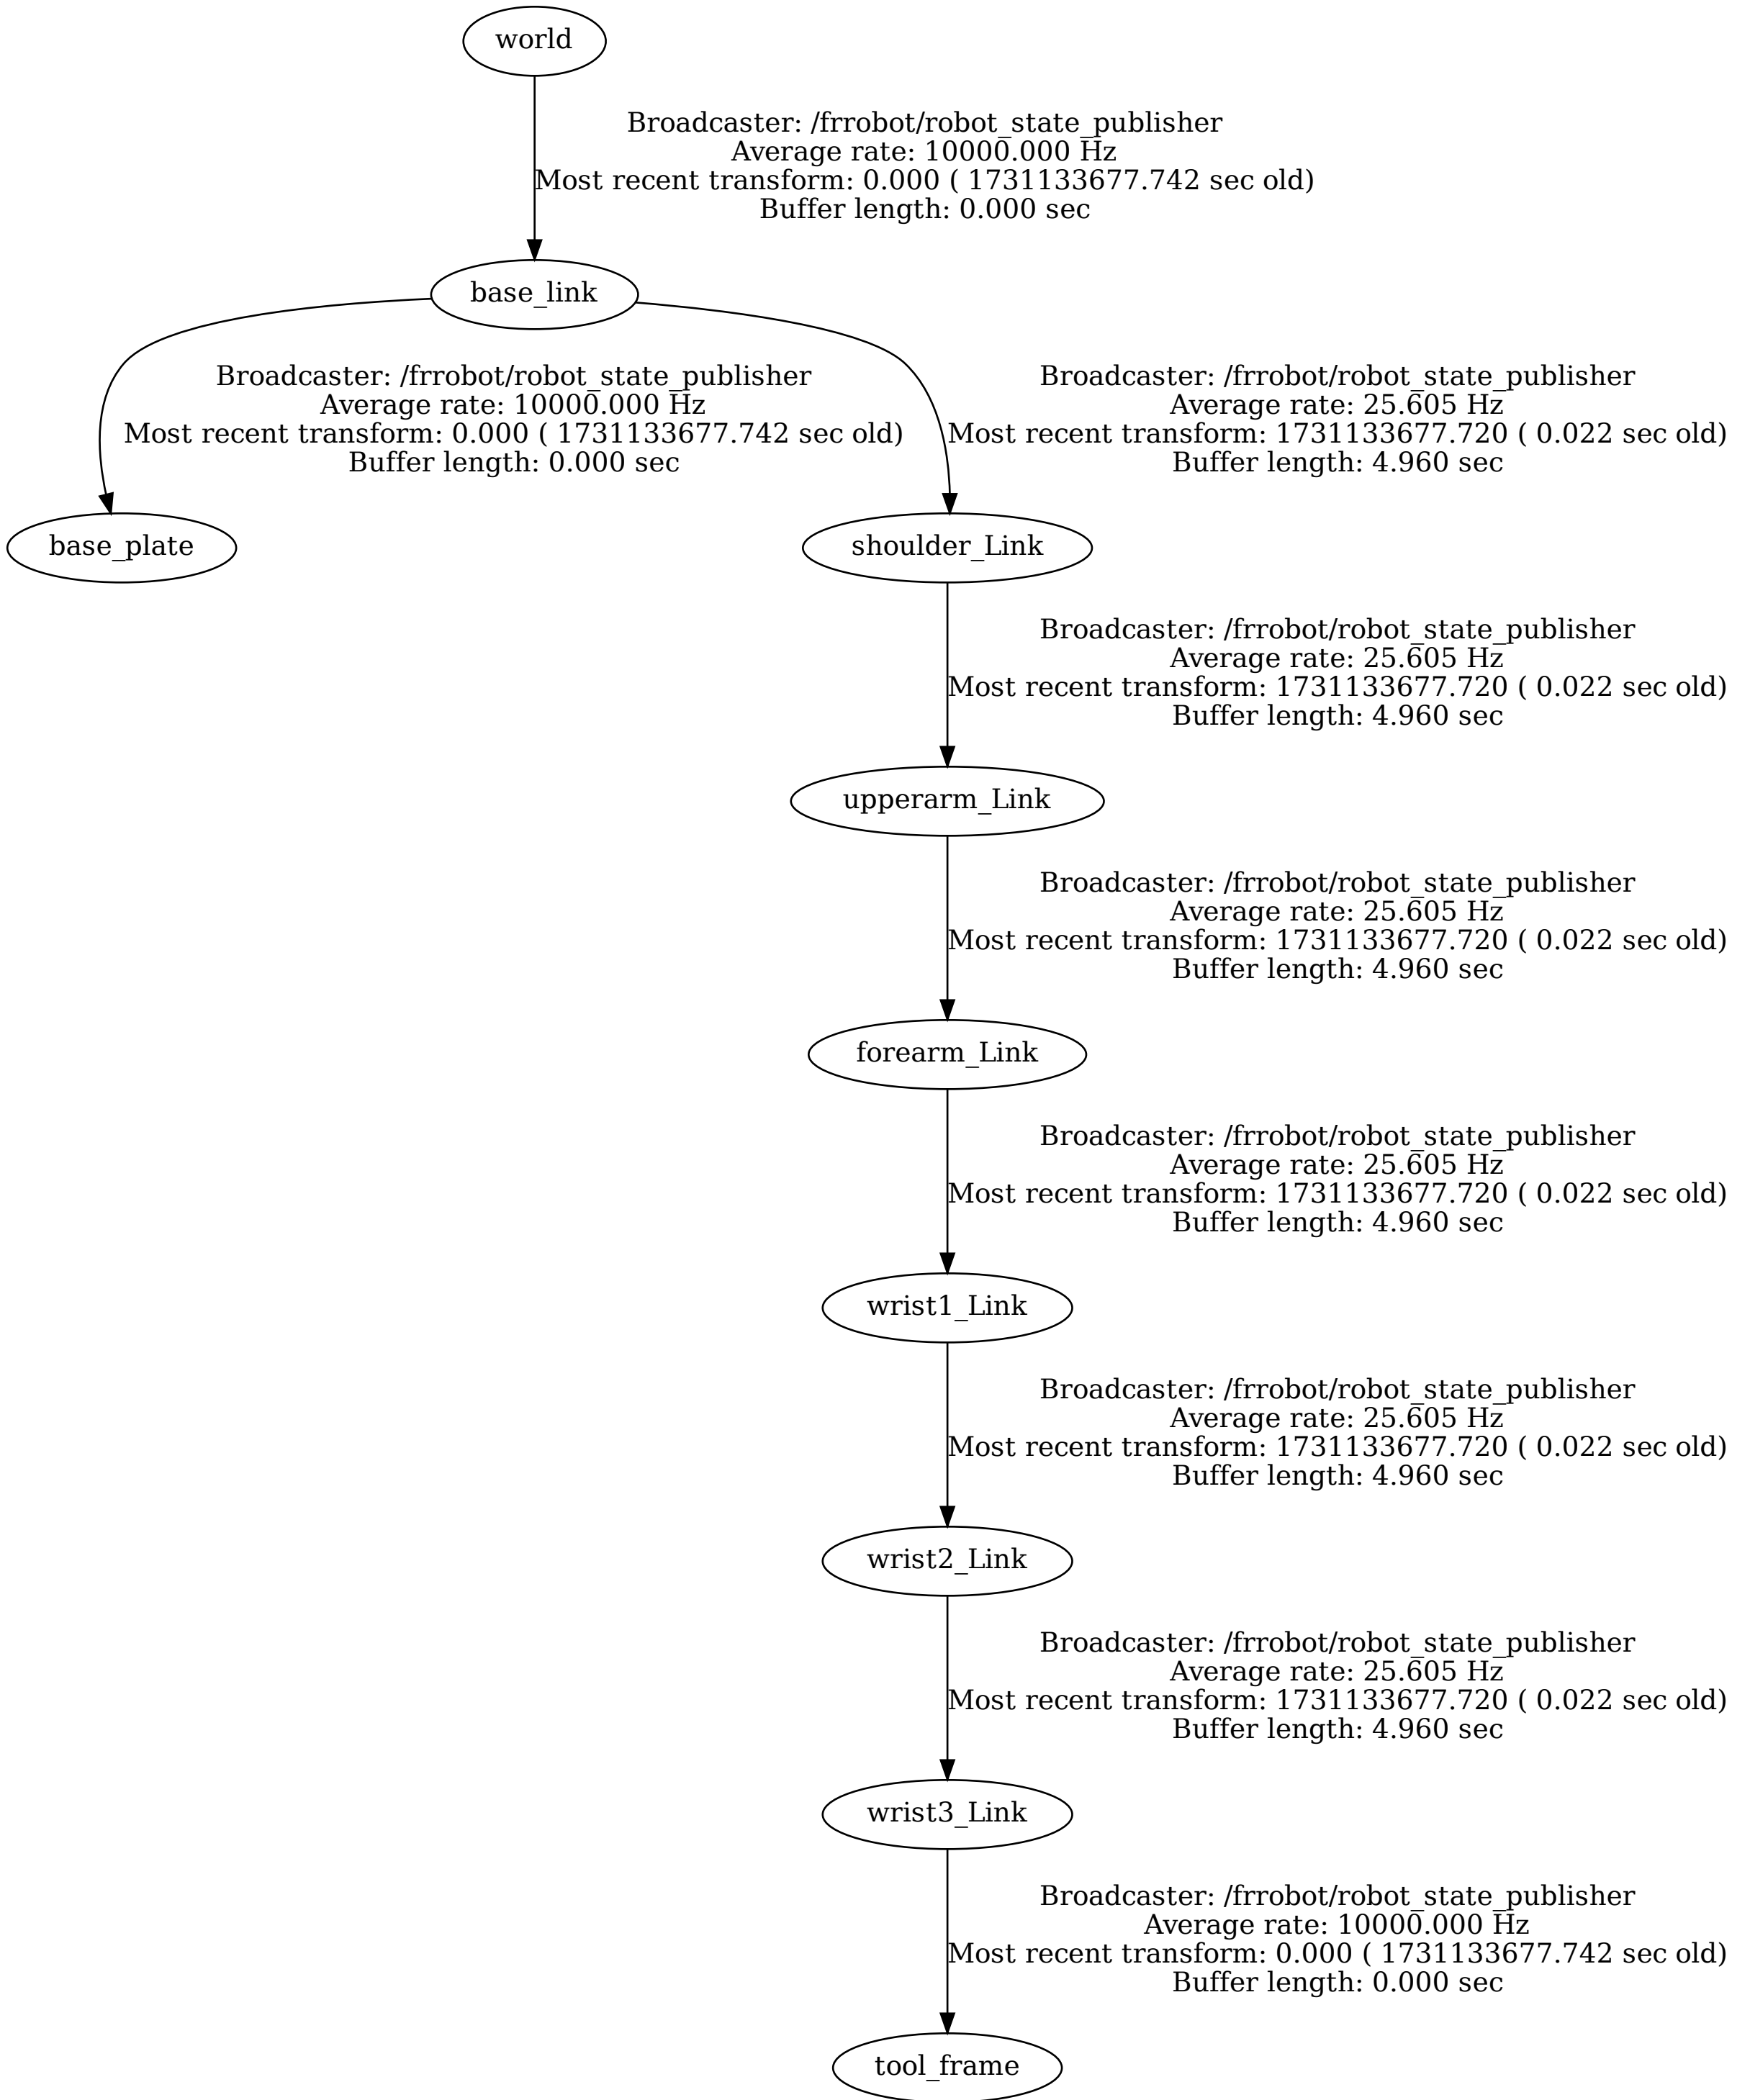 world
Broadcaster: /frrobot/robot_state_publisher
Average rate: 10000.000 Hz
Most recent transform: 0.000 ( 1731133677.742 sec old)
Buffer length: 0.000 sec
base_link
Broadcaster: /frrobot/robot_state_publisher
Average rate: 10000.000 Hz
Most recent transform: 0.000 ( 1731133677.742 sec old)
Buffer length: 0.000 sec
Broadcaster: /frrobot/robot_state_publisher
Average rate: 25.605 Hz
Most recent transform: 1731133677.720 ( 0.022 sec old)
Buffer length: 4.960 sec
base_plate
shoulder_Link
Broadcaster: /frrobot/robot_state_publisher
Average rate: 25.605 Hz
Most recent transform: 1731133677.720 ( 0.022 sec old)
Buffer length: 4.960 sec
upperarm_Link
Broadcaster: /frrobot/robot_state_publisher
Average rate: 25.605 Hz
Most recent transform: 1731133677.720 ( 0.022 sec old)
Buffer length: 4.960 sec
forearm_Link
Broadcaster: /frrobot/robot_state_publisher
Average rate: 25.605 Hz
Most recent transform: 1731133677.720 ( 0.022 sec old)
Buffer length: 4.960 sec
wrist1_Link
Broadcaster: /frrobot/robot_state_publisher
Average rate: 25.605 Hz
Most recent transform: 1731133677.720 ( 0.022 sec old)
Buffer length: 4.960 sec
wrist2_Link
Broadcaster: /frrobot/robot_state_publisher
Average rate: 25.605 Hz
Most recent transform: 1731133677.720 ( 0.022 sec old)
Buffer length: 4.960 sec
wrist3_Link
Broadcaster: /frrobot/robot_state_publisher
Average rate: 10000.000 Hz
Most recent transform: 0.000 ( 1731133677.742 sec old)
Buffer length: 0.000 sec
tool_frame